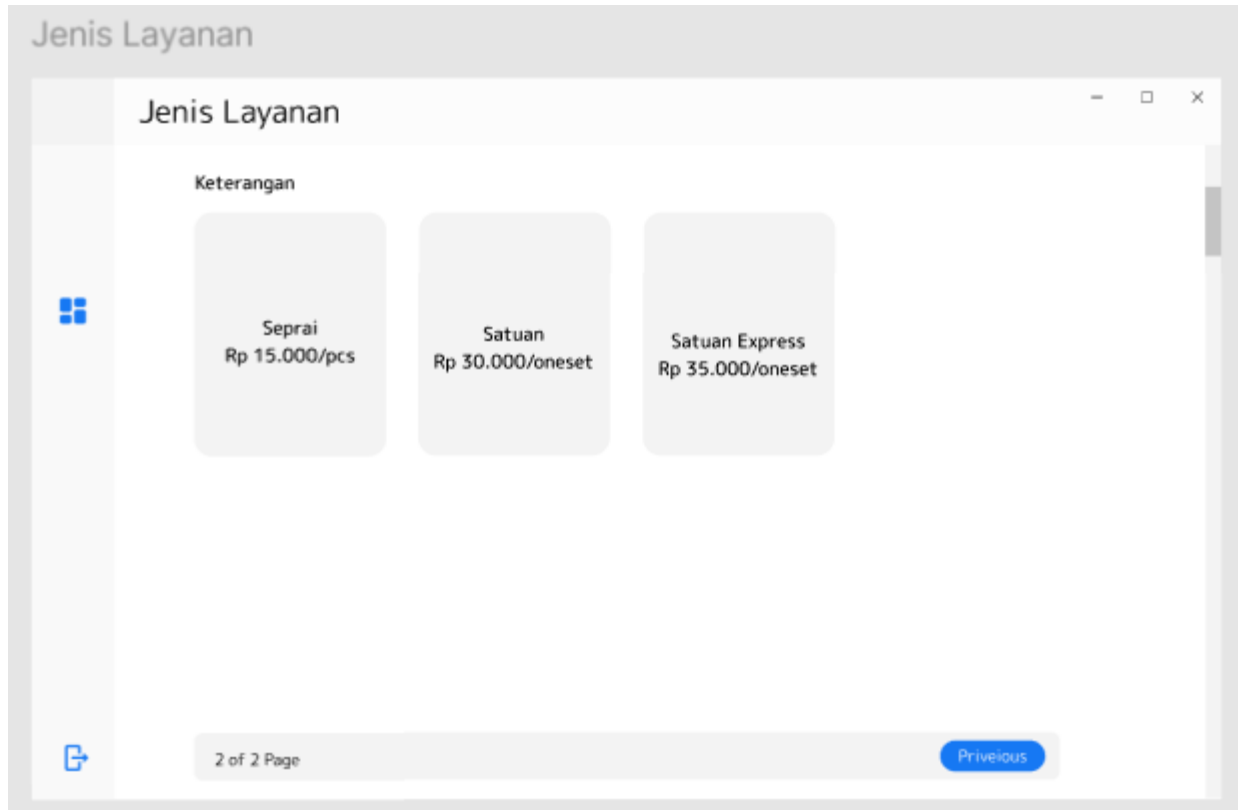 Jenis Layanan
Jenis Layanan
Keterangan
Seprai
Rp 15.000/pcs
Satuan
Rp 30.000/oneset
Satuan Express
Rp 35.000/oneset
2 of 2 Page
Priveious